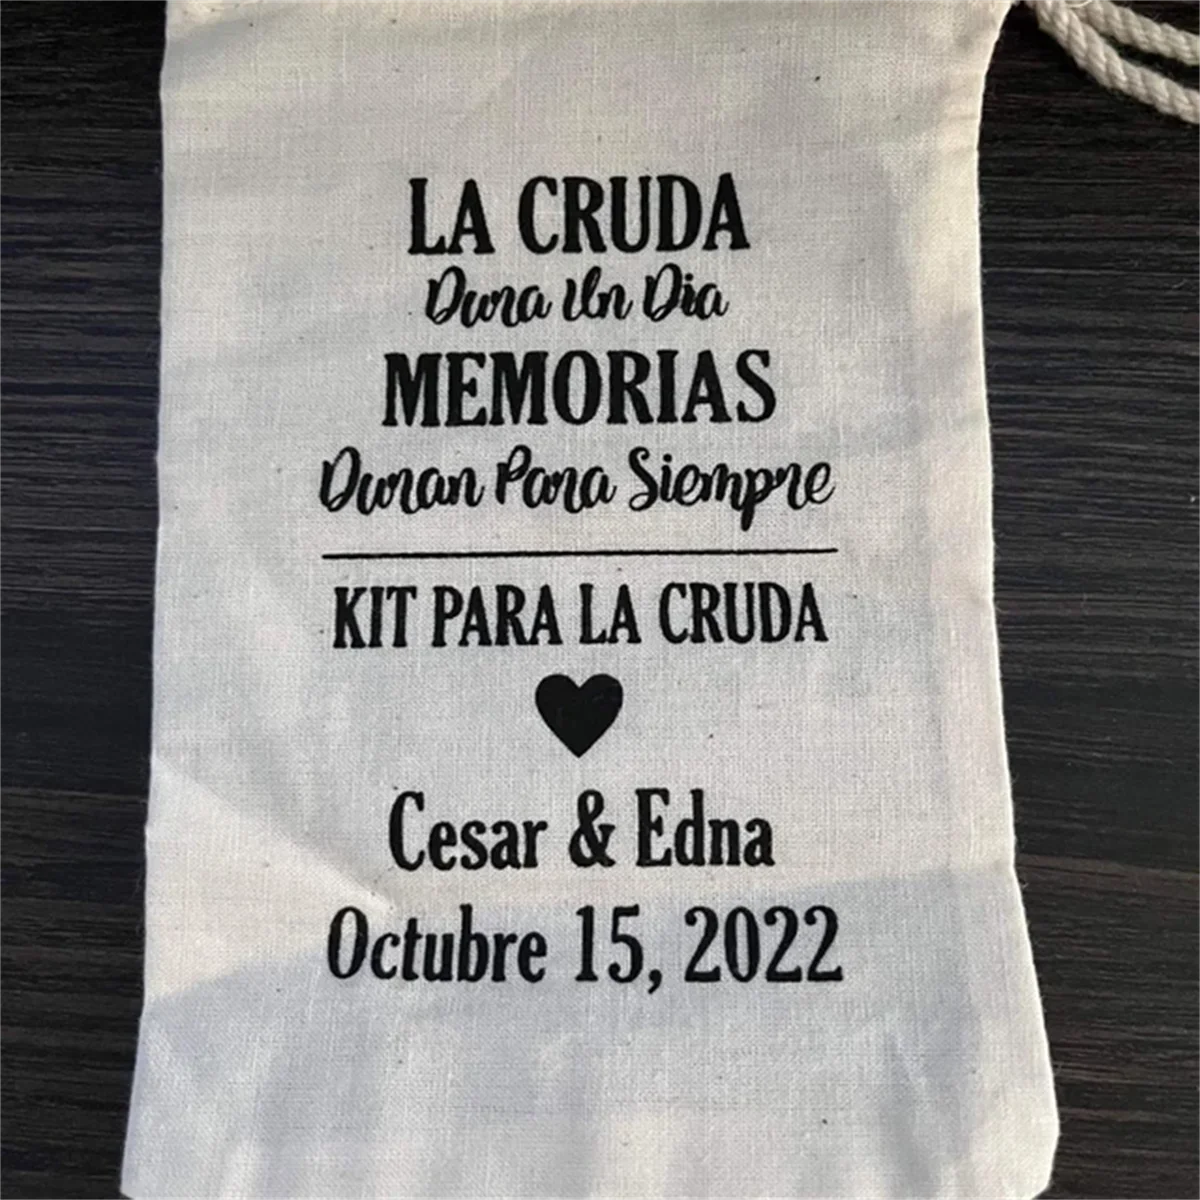 LA CRUDA
Dura Un Dia
MEMORIAS
Duran Para Siempre
KIT PARA LA CRUDA
Cesar & Edna
Octubre 15, 2022